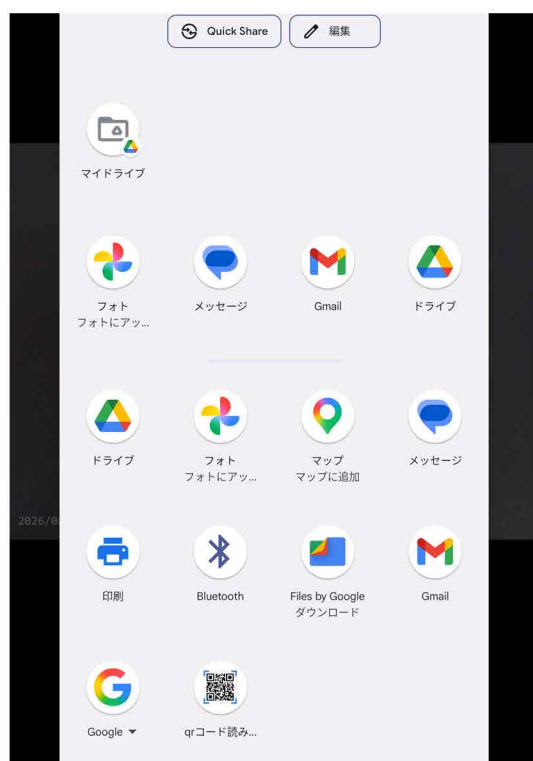 Quick Share
編集
マイドライブ
フォト
フォトにアッ...
メッセージ
Gmail
ドライブ
ドライブ
フォト
フォトにアッ...
マップ
マップに追加
メッセージ
2026/0
印刷
Bluetooth
Files by Google
ダウンロード
Gmail
Google
qrコード読み...